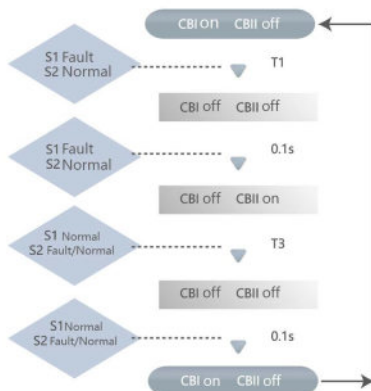 CBI on CBII off
S1 Fault
S2 Normal
T1
CBI off CBII off
S1 Fault
S2 Normal
0.1s
CBI off CBII on
S1 Normal
S2 Fault/Normal
T3
CBI off CBII off
S1 Normal
S2 Fault/Normal
0.1s
CBI on CBII off